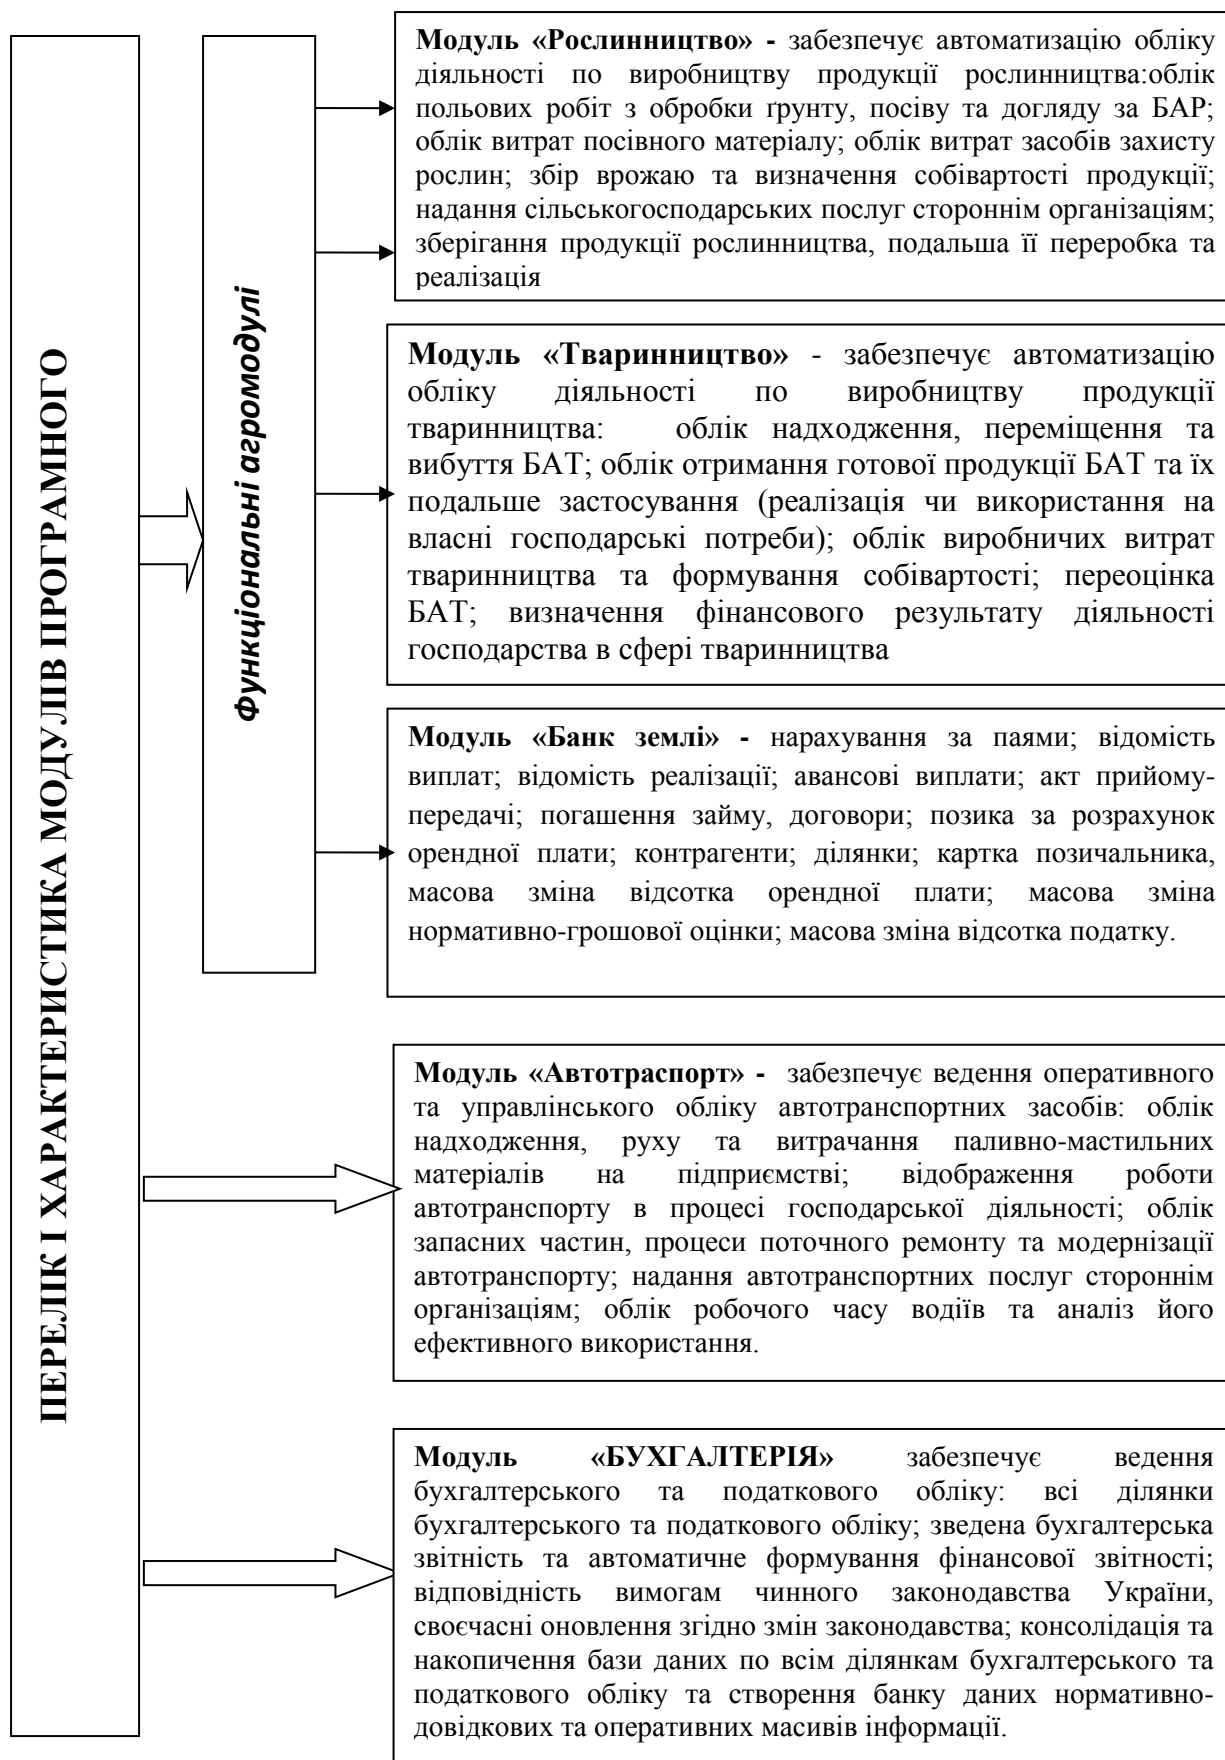 ПЕРЕЛІК І ХАРАКТЕРИСТИКА МОДУЛІВ ПРОГРАМНОГО
Функціональні агромодулі
Модуль «Рослинництво» - забезпечує автоматизацію обліку
діяльності по виробництву продукції рослинництва:облік
польових робіт з обробки ґрунту, посіву та догляду за БАР;
облік витрат посівного матеріалу; облік витрат засобів захисту
рослин; збір врожаю та визначення собівартості продукції;
надання сільськогосподарських послуг стороннім організаціям;
зберігання продукції рослинництва, подальша її переробка та
реалізація
Модуль «Тваринництво» - забезпечує автоматизацію
обліку діяльності по виробництву продукції
тваринництва: облік надходження, переміщення та
вибуття БАТ; облік отримання готової продукції БАТ та їх
подальше застосування (реалізація чи використання на
власні господарські потреби); облік виробничих витрат
тваринництва та формування собівартості; переоцінка
БАТ; визначення фінансового результату діяльності
господарства в сфері тваринництва
Модуль «Банк землі» - нарахування за паями; відомість
виплат; відомість реалізації; авансові виплати; акт прийому-
передачі; погашення займу, договори; позика за розрахунок
орендної плати; контрагенти; ділянки; картка позичальника,
масова зміна відсотка орендної плати; масова зміна
нормативно-грошової оцінки; масова зміна відсотка податку.
Модуль «Автотраспорт» - забезпечує ведення оперативного
та управлінського обліку автотранспортних засобів: облік
надходження, руху та витрачання паливно-мастильних
матеріалів на підприємстві; відображення роботи
автотранспорту в процесі господарської діяльності; облік
запасних частин, процеси поточного ремонту та модернізації
автотранспорту; надання автотранспортних послуг стороннім
організаціям; облік робочого часу водіїв та аналіз його
ефективного використання.
Модуль «БУХГАЛТЕРІЯ» забезпечує ведення
бухгалтерського та податкового обліку: всі ділянки
бухгалтерського та податкового обліку; зведена бухгалтерська
звітність та автоматичне формування фінансової звітності;
відповідність вимогам чинного законодавства України,
своєчасні оновлення згідно змін законодавства; консолідація та
накопичення бази даних по всім ділянкам бухгалтерського та
податкового обліку та створення банку даних нормативно-
довідкових та оперативних масивів інформації.